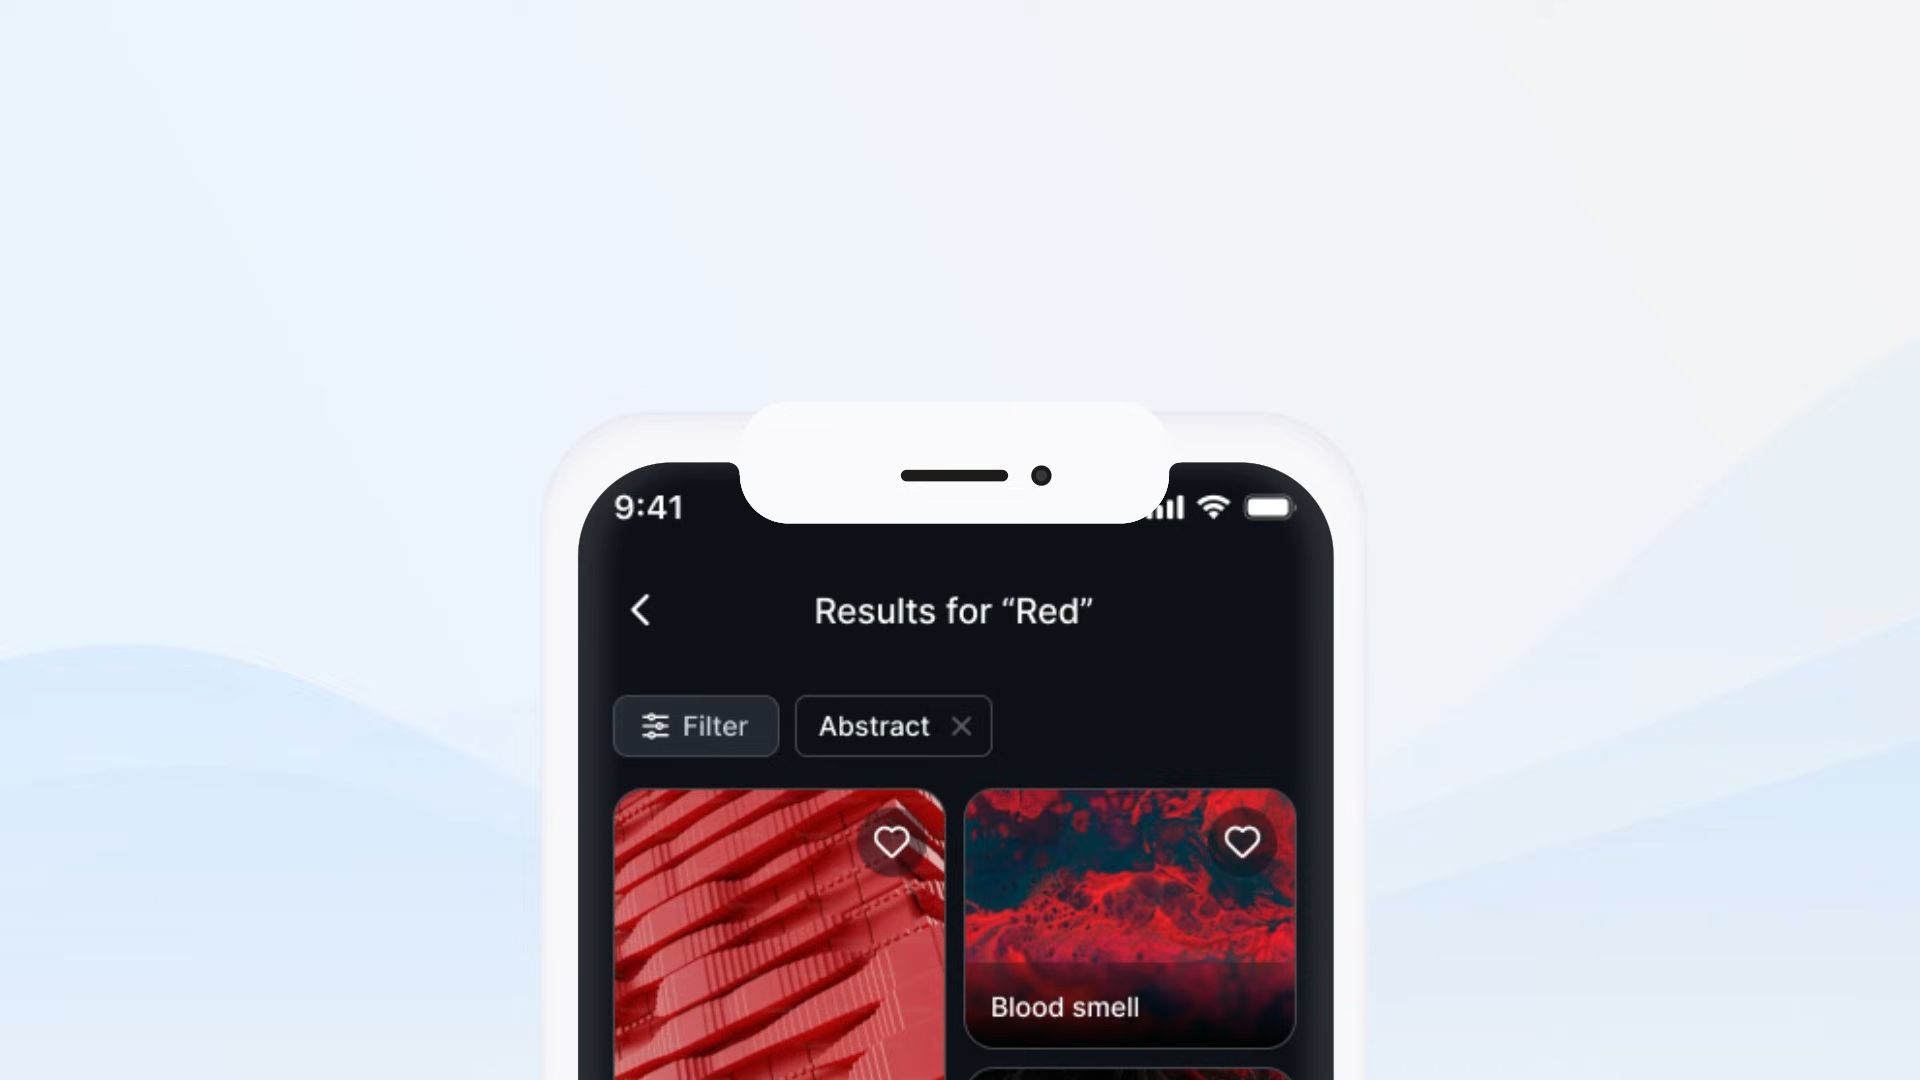 9:41
Results for “Red”
Filter
Abstract
Blood smell